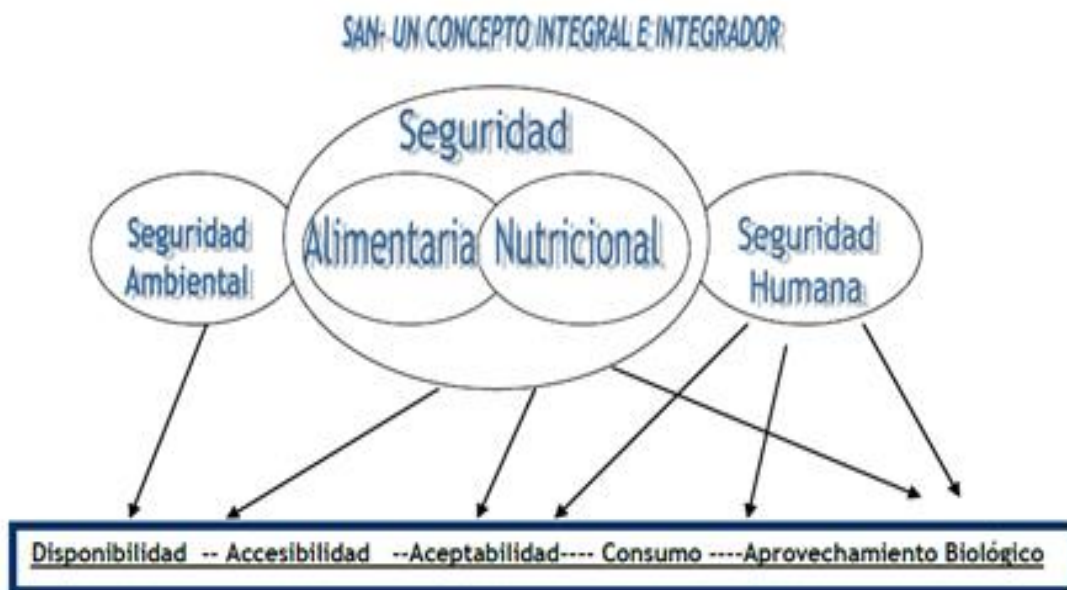 SAN- UN CONCEPTO INTEGRAL E INTEGRADOR
Seguridad
Seguridad
Ambiental
Alimentaria
Nutricional
Seguridad
Humana
Disponibilidad -- Accesibilidad --Aceptabilidad---- Consumo ----Aprovechamiento Biológico